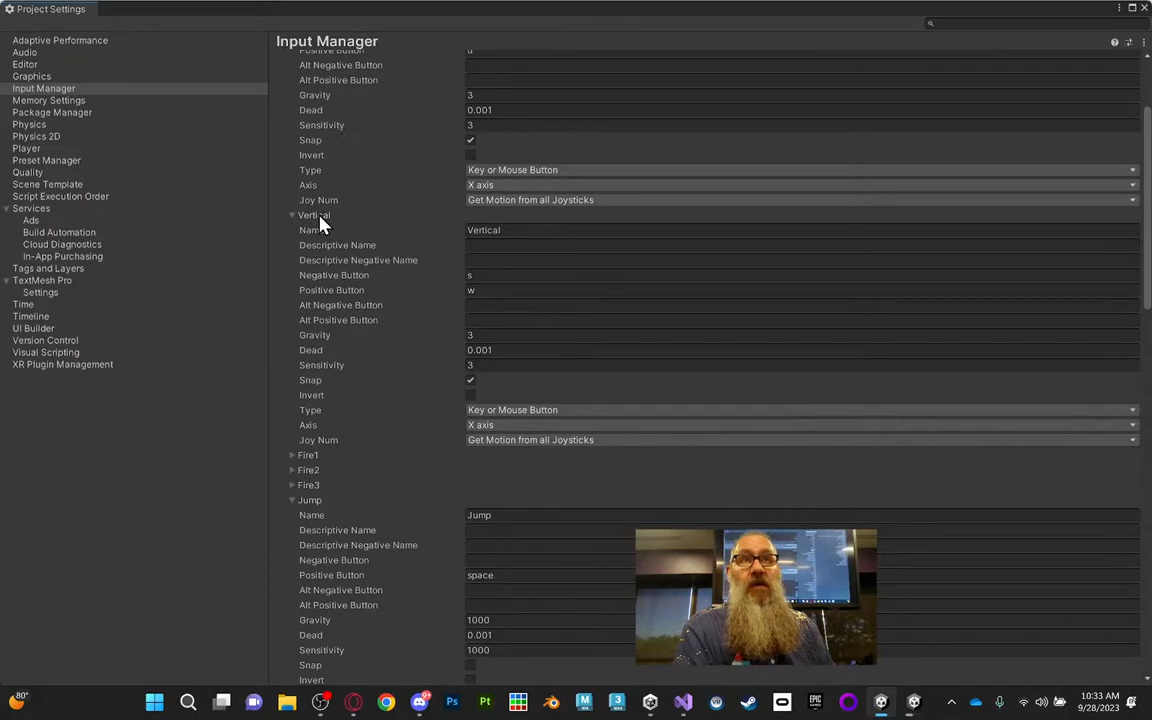 Project Settings
Adaptive Performance
Audio
Editor
Graphics
Input Manager
Memory Settings
Package Manager
Physics
Physics 2D
Player
Preset Manager
Quality
Scene Template
Script Execution Order
Services
Ads
Build Automation
Cloud Diagnostics
In-App Purchasing
Tags and Layers
TextMesh Pro
Settings
Time
Timeline
UI Builder
Version Control
Visual Scripting
XR Plugin Management
Input Manager
Positive Button
Alt Negative Button
Alt Positive Button
Gravity 3
Dead 0.001
Sensitivity 3
Snap
Invert
Type Key or Mouse Button
Axis X axis
Joy Num Get Motion from all Joysticks
Vertical
Name Vertical
Descriptive Name
Descriptive Negative Name
Negative Button s
Positive Button w
Alt Negative Button
Alt Positive Button
Gravity 3
Dead 0.001
Sensitivity 3
Snap
Invert
Type Key or Mouse Button
Axis X axis
Joy Num Get Motion from all Joysticks
Fire1
Fire2
Fire3
Jump
Name Jump
Descriptive Name
Descriptive Negative Name
Negative Button
Positive Button space
Alt Negative Button
Alt Positive Button
Gravity 1000
Dead 0.001
Sensitivity 1000
Snap
Invert
80°
Ps
Pt
EPIC GAMES
10:33 AM
9/28/2023